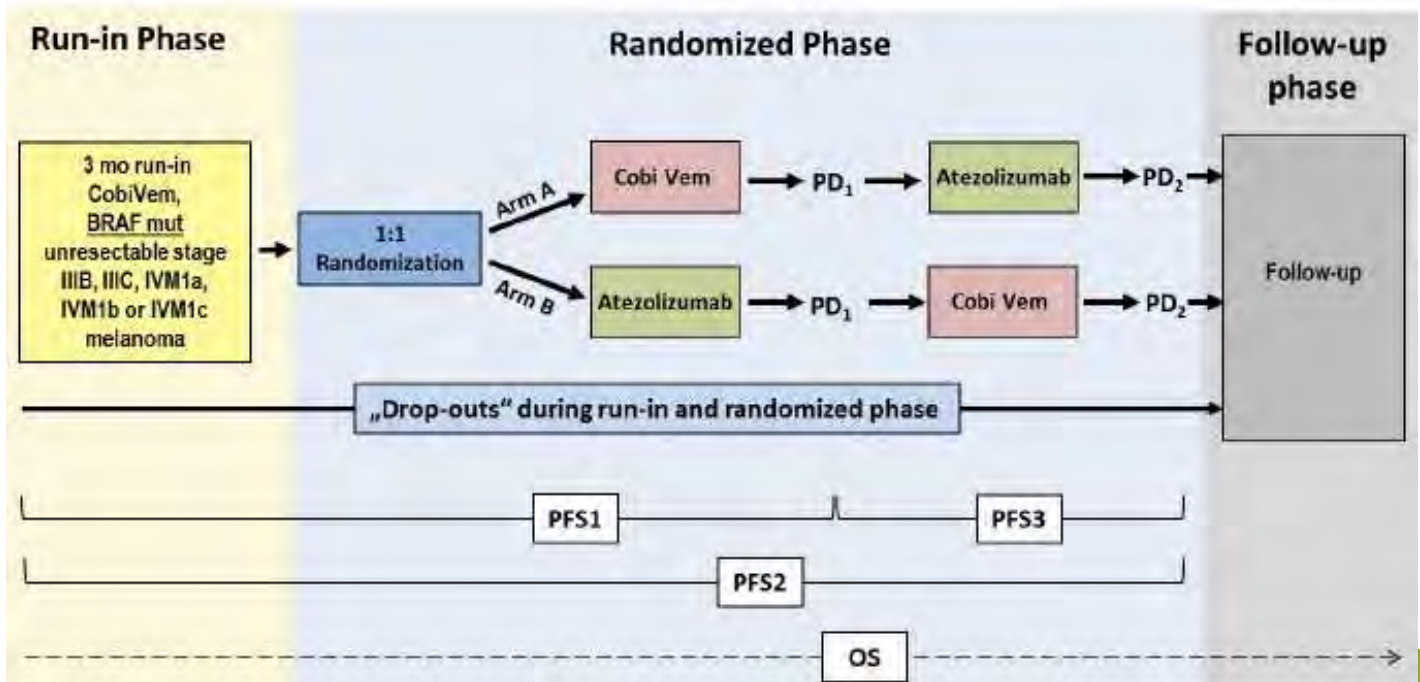 Run-in Phase
Randomized Phase
Follow-up
phase
3 mo run-in
CobiVem,
BRAF mut
unresectable stage
IIIB, IIIC, IVM1a,
IVM1b or IVM1c
melanoma
1:1
Randomization
Arm A
Cobi Vem
PD₁
Atezolizumab
PD₂
Arm B
Atezolizumab
PD₁
Cobi Vem
PD₂
Follow-up
„Drop-outs“ during run-in and randomized phase
PFS1
PFS3
PFS2
OS